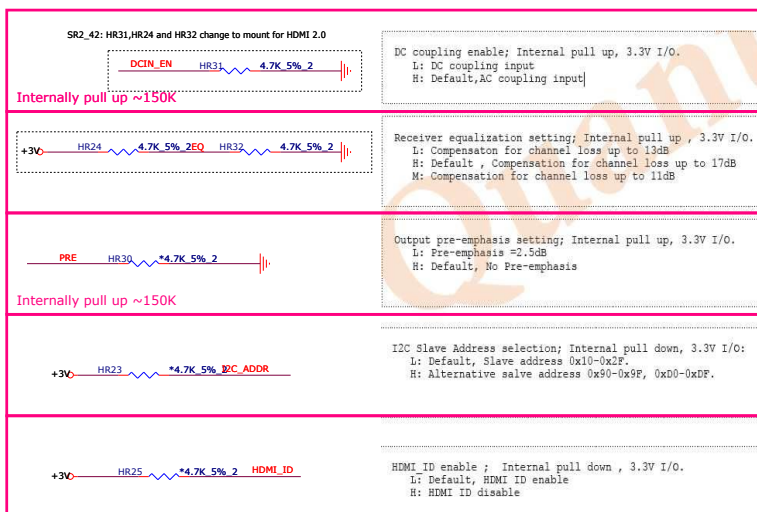 SR2_42: HR31,HR24 and HR32 change to mount for HDMI 2.0
DCIN_EN HR31 4.7K_5%_2
Internally pull up ~150K
DC coupling enable; Internal pull up, 3.3V I/O.
L: DC coupling input
H: Default,AC coupling input
+3V HR24 4.7K_5%_2 EQ HR32 4.7K_5%_2
Receiver equalization setting; Internal pull up , 3.3V I/O.
L: Compensaton for channel loss up to 13dB
H: Default , Compensation for channel loss up to 17dB
M: Compensation for channel loss up to 11dB
PRE HR30 *4.7K_5%_2
Internally pull up ~150K
Output pre-emphasis setting; Internal pull up, 3.3V I/O.
L: Pre-emphasis =2.5dB
H: Default, No Pre-emphasis
+3V HR23 *4.7K_5%_2 I2C_ADDR
I2C Slave Address selection; Internal pull down, 3.3V I/O:
L: Default, Slave address 0x10-0x2F.
H: Alternative salve address 0x90-0x9F, 0xD0-0xDF.
+3V HR25 *4.7K_5%_2 HDMI_ID
HDMI_ID enable ; Internal pull down , 3.3V I/O.
L: Default, HDMI ID enable
H: HDMI ID disable